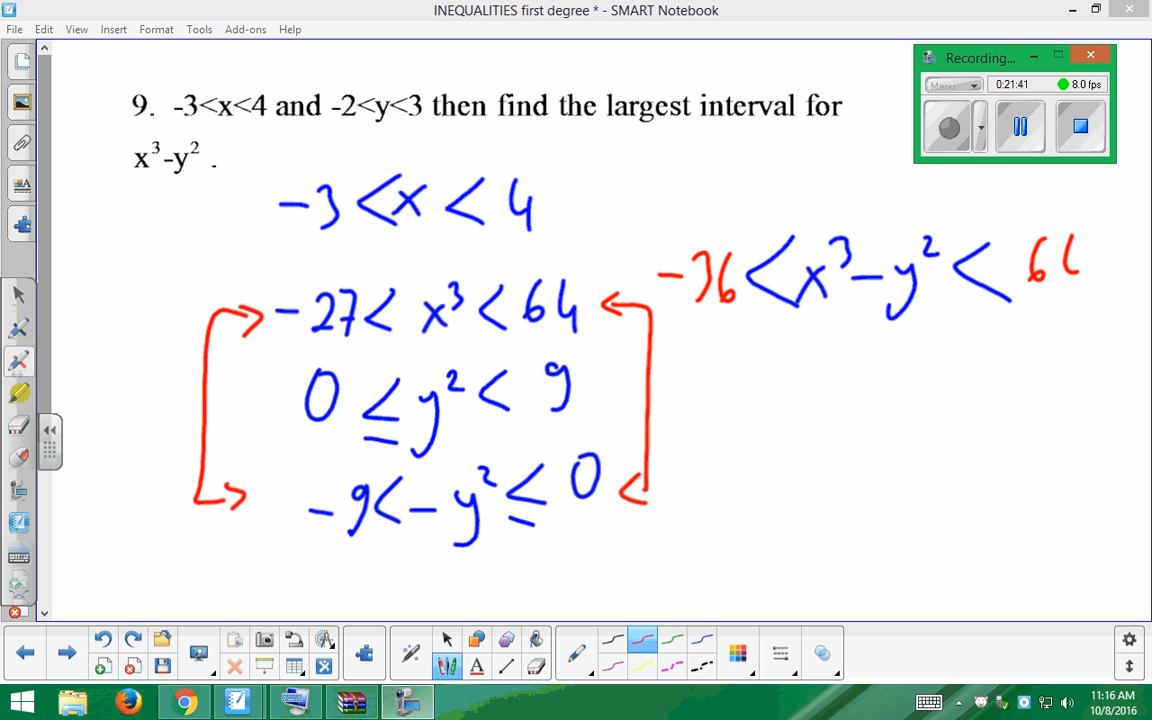 INEQUALITIES first degree * - SMART Notebook
File Edit View Insert Format Tools Add-ons Help
Recording...
Menu 0:21:41 8.0 fps
9. -3<x<4 and -2<y<3 then find the largest interval for
x³-y² .
-3 < x < 4
-36 < x³ - y² <
-27 < x³ < 64
0 ≤ y² < 9
-9 < -y² ≤ 0
11:16 AM
10/8/2016